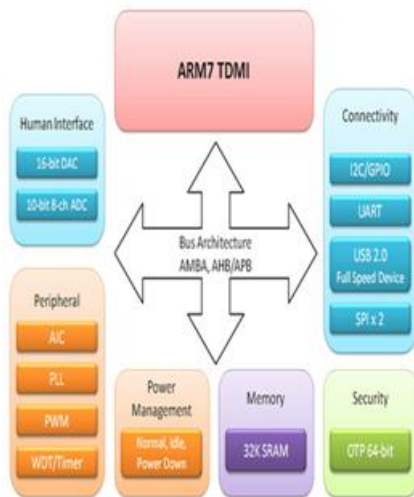 ARM7 TDMI
Human Interface
16-bit DAC
10-bit 8-ch ADC
Connectivity
I2C/GPIO
UART
USB 2.0
Full Speed Device
SPI x 2
Bus Architecture
AMBA, AHB/APB
Peripheral
AIC
PLL
PWM
WDT/Timer
Power
Management
Normal, Idle,
Power Down
Memory
32K SRAM
Security
OTP 64-bit